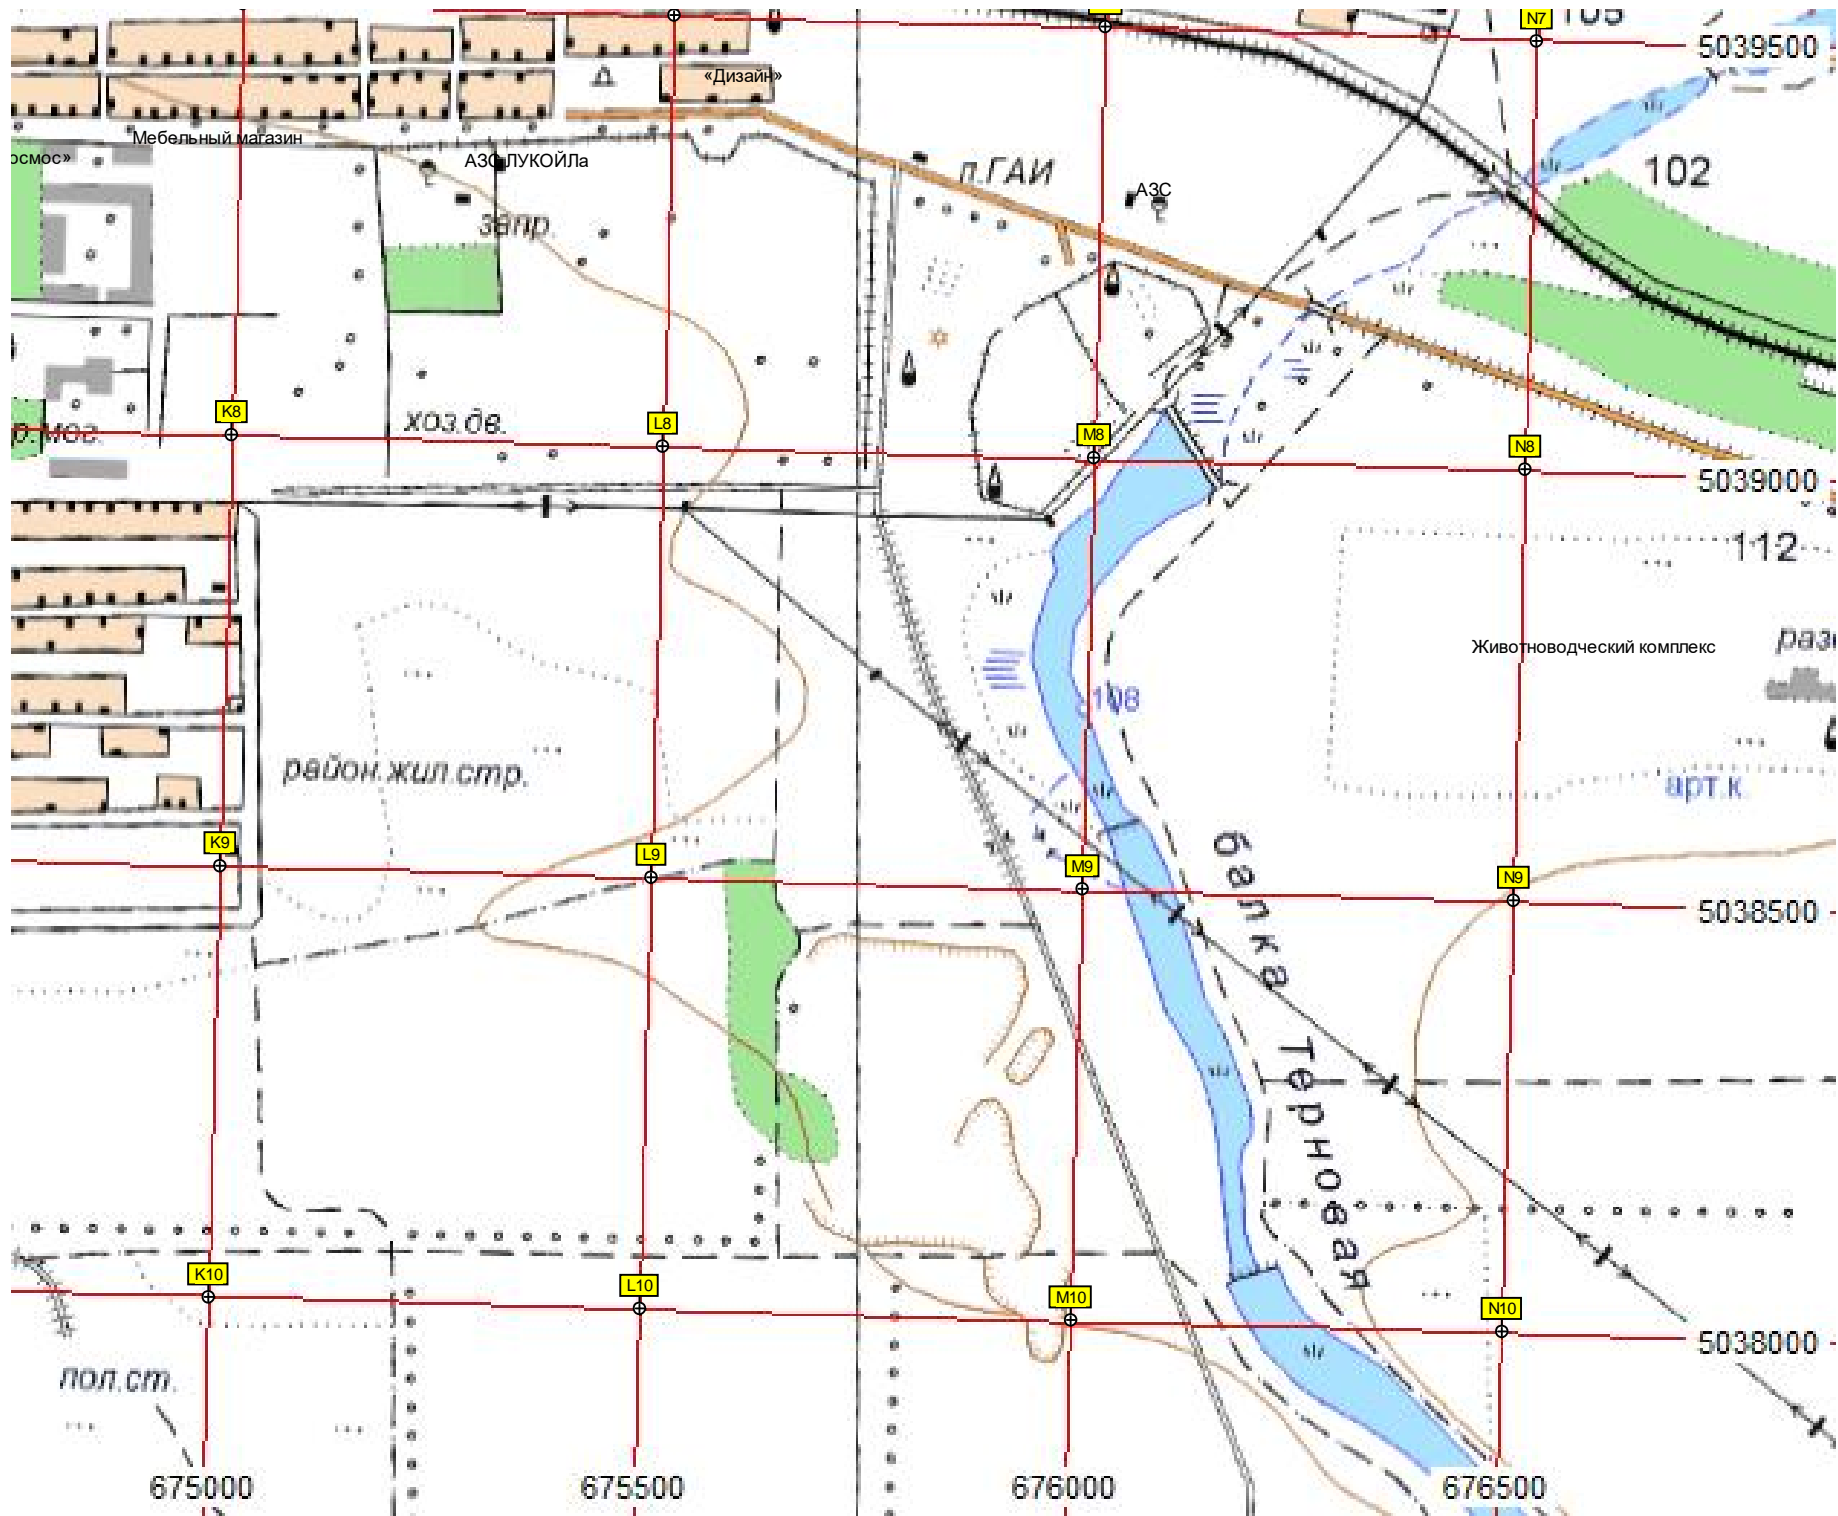 N7
105
5039500
«Дизайн»
Мебельный магазин
осмос»
АЗС ЛУКОЙЛа
п.ГАИ
102
АЗС
запр.
K8
хоз.дв.
L8
M8
N8
5039000
112
Животноводческий комплекс
108
район.жил.стр.
арт.к.
K9
L9
M9
N9
балка Терновая
5038500
K10
L10
M10
N10
5038000
пол.ст.
675000
675500
676000
676500